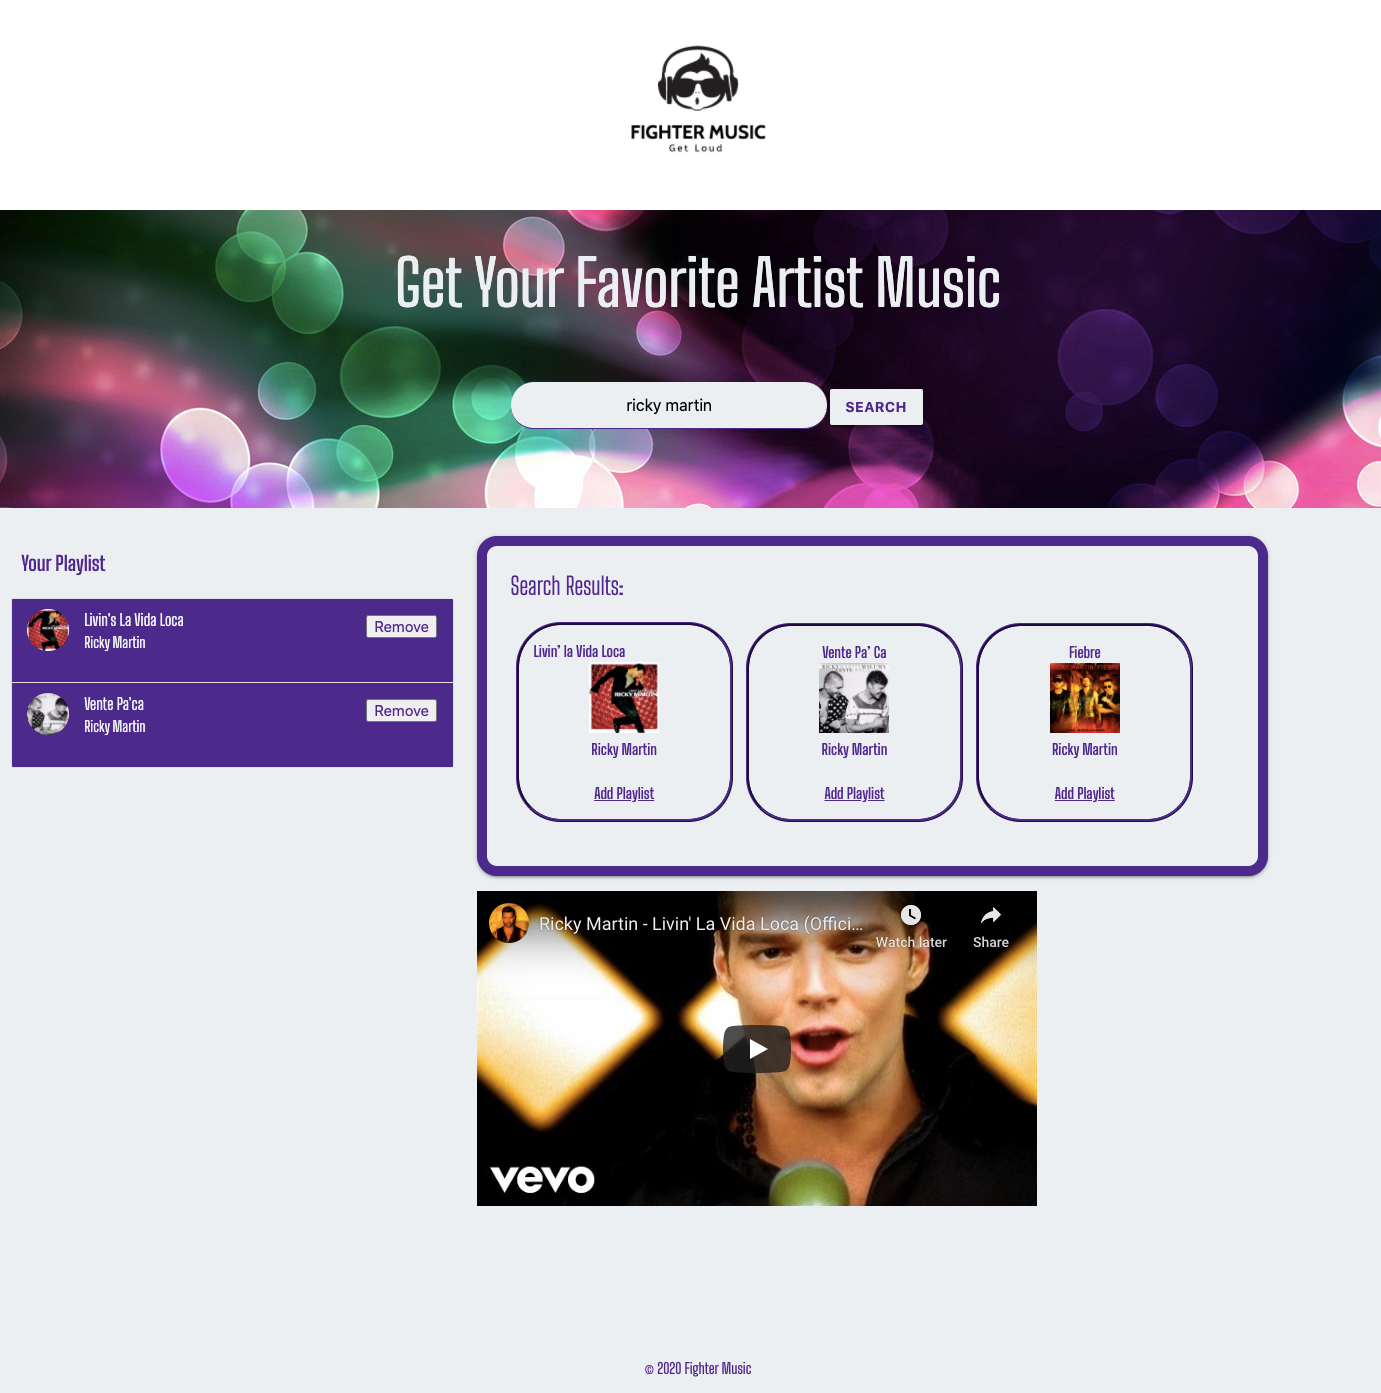 FIGHTER MUSIC
Get Loud
Get Your Favorite Artist Music
ricky martin
SEARCH
Your Playlist
Livin's La Vida Loca
Ricky Martin
Remove
Vente Pa'ca
Ricky Martin
Remove
Search Results:
Livin’ la Vida Loca
RICKY MARTIN
Ricky Martin
Add Playlist
Vente Pa’ Ca
Ricky Martin
Add Playlist
Fiebre
Ricky Martin
Add Playlist
Ricky Martin - Livin' La Vida Loca (Offici...
Watch later
Share
vevo
© 2020 Fighter Music